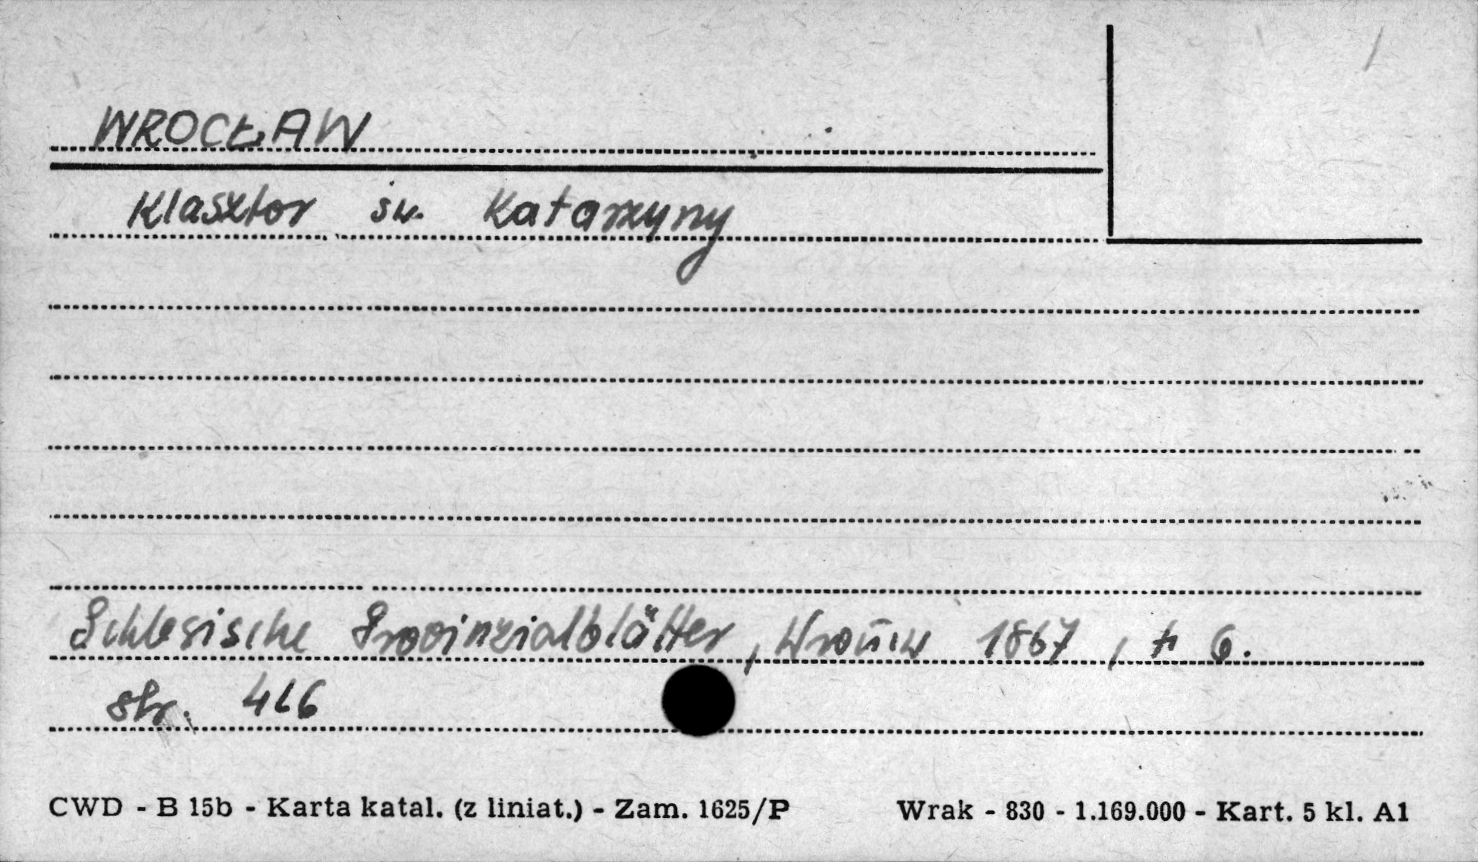 WROCŁAW
Klasztor św. Katarzyny
Schlesische Provinzialblätter, Wrocław 1867, t 6.
str. 426
CWD - B 15b - Karta katal. (z liniat.) - Zam. 1625/P Wrak - 830 - 1.169.000 - Kart. 5 kl. A1